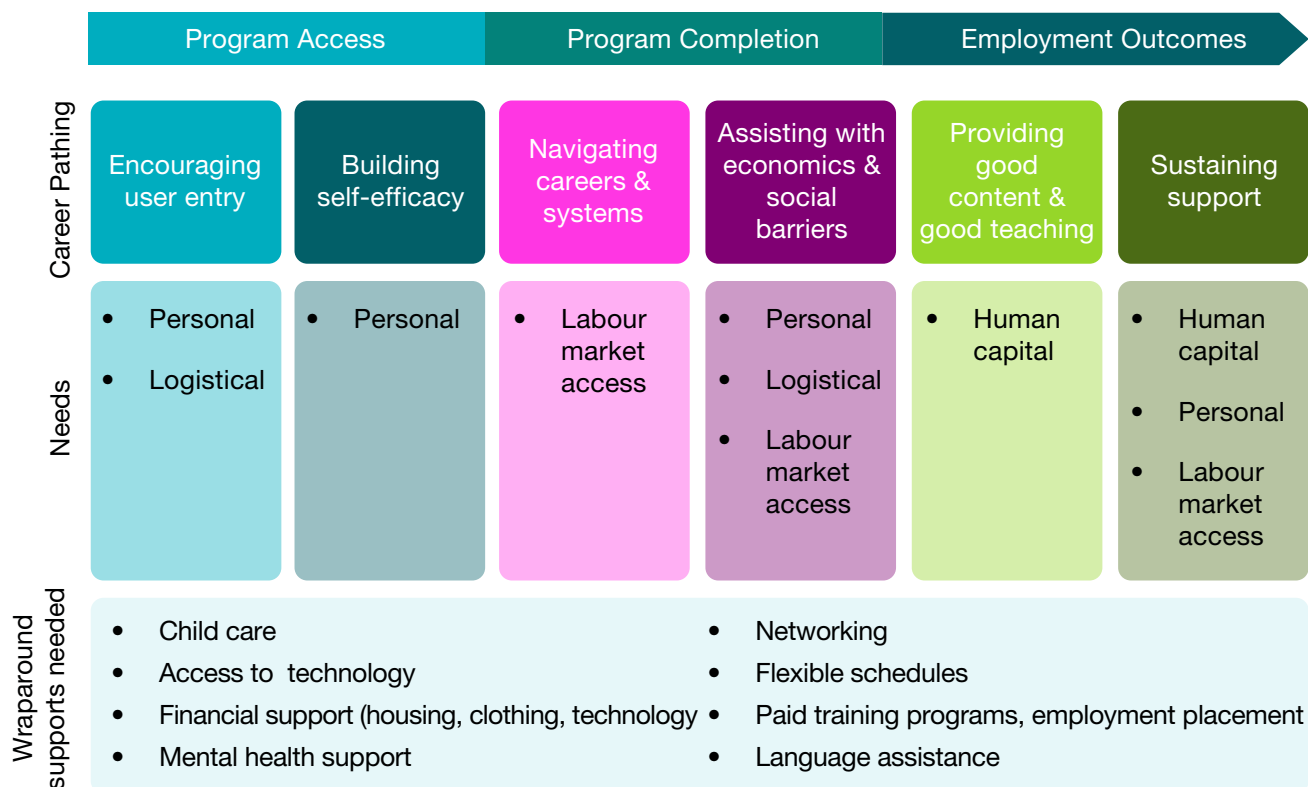 Program Access
Program Completion
Employment Outcomes
Career Pathing
Encouraging
user entry
Building
self-efficacy
Navigating
careers &
systems
Assisting with
economics &
social
barriers
Providing
good
content &
good teaching
Sustaining
support
Needs
• Personal
• Logistical
• Personal
• Labour
market
access
• Personal
• Logistical
• Labour
market
access
• Human
capital
• Human
capital
• Personal
• Labour
market
access
Wraparound
supports needed
• Child care
• Access to technology
• Financial support (housing, clothing, technology
• Mental health support
• Networking
• Flexible schedules
• Paid training programs, employment placement
• Language assistance